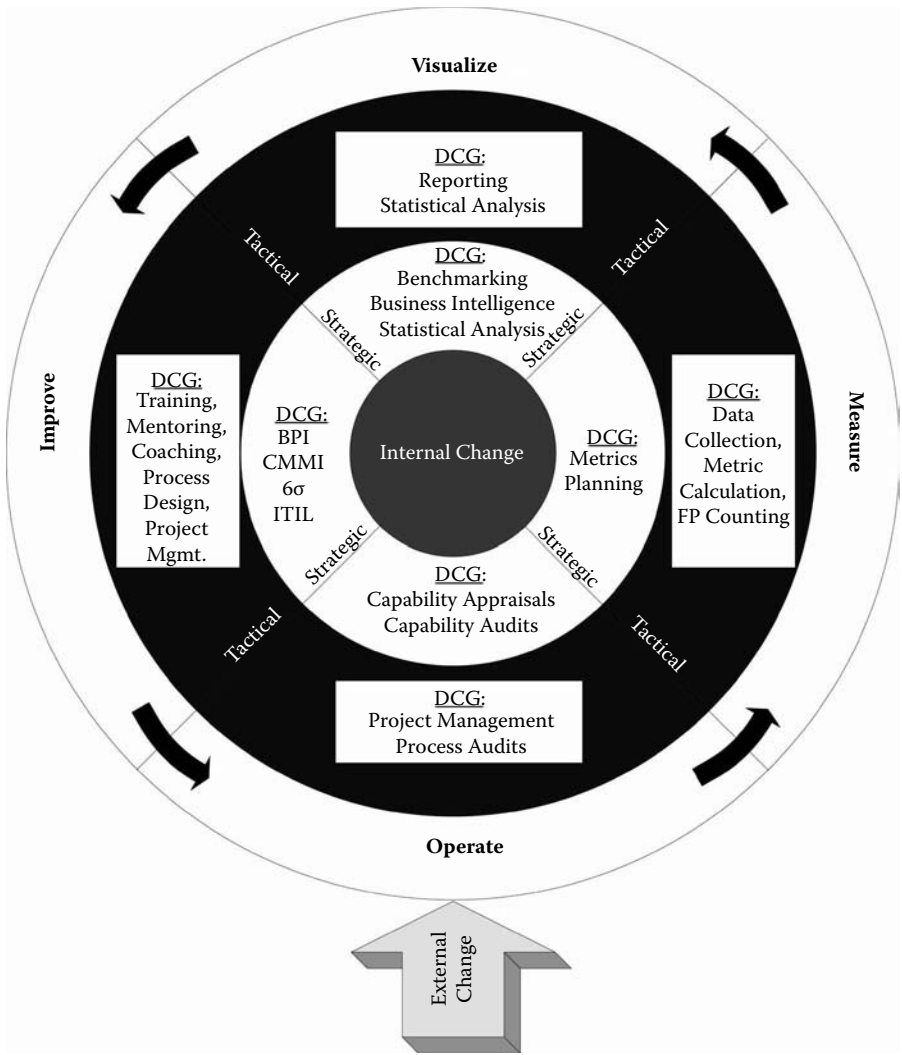 Visualize
DCG:
Reporting
Statistical Analysis
Tactical
Tactical
DCG:
Benchmarking
Business Intelligence
Statistical Analysis
Strategic
Strategic
Improve
DCG:
Training,
Mentoring,
Coaching,
Process
Design,
Project
Mgmt.
DCG:
BPI
CMMI
6σ
ITIL
Internal Change
DCG:
Metrics
Planning
DCG:
Data
Collection,
Metric
Calculation,
FP Counting
Measure
Strategic
Strategic
DCG:
Capability Appraisals
Capability Audits
Tactical
Tactical
DCG:
Project Management
Process Audits
Operate
External
Change